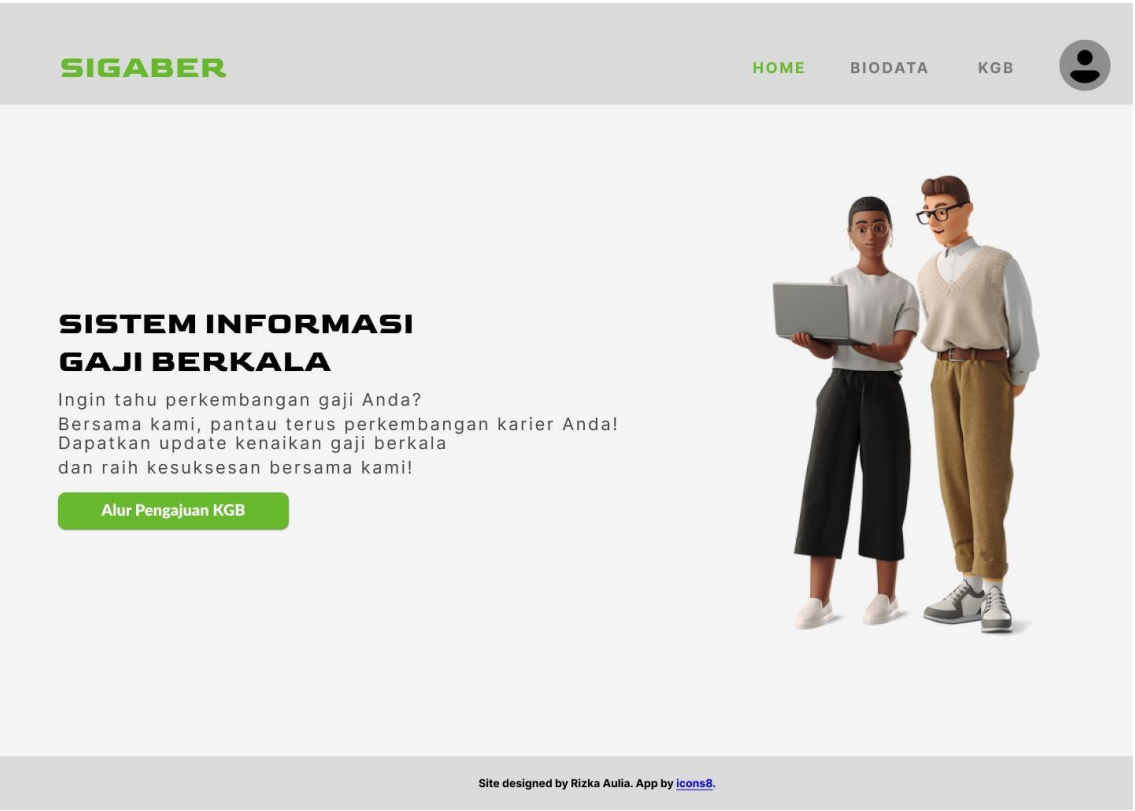 SIGABER
HOME BIODATA KGB
SISTEM INFORMASI
GAJI BERKALA
Ingin tahu perkembangan gaji Anda?
Bersama kami, pantau terus perkembangan karier Anda!
Dapatkan update kenaikan gaji berkala
dan raih kesuksesan bersama kami!
Alur Pengajuan KGB
Site designed by Rizka Aulia. App by icons8.